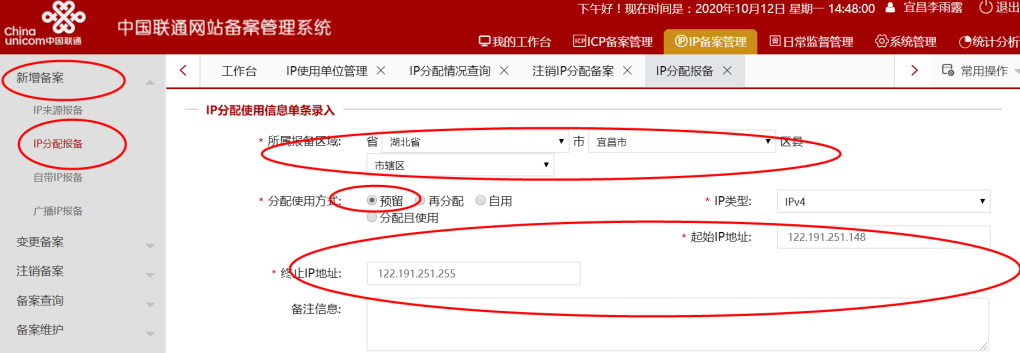 下午好！现在时间是：2020年10月12日 星期一 14:48:00 宜昌李雨露 退出
China
unicom中国联通
中国联通网站备案管理系统
我的工作台 ICP ICP备案管理 IP备案管理 日常监督管理 系统管理 统计分析
新增备案
IP来源报备
IP分配报备
自带IP报备
广播IP报备
变更备案
注销备案
备案查询
备案维护
工作台 IP使用单位管理 × IP分配情况查询 × 注销IP分配备案 × IP分配报备 × 常用操作
IP分配使用信息单条录入
* 所属报备区域: 省 湖北省 市 宜昌市 区县
市辖区
* 分配使用方式: 预留 再分配 自用 * IP类型: IPv4
分配且使用
* 起始IP地址: 122.191.251.148
* 终止IP地址: 122.191.251.255
备注信息: